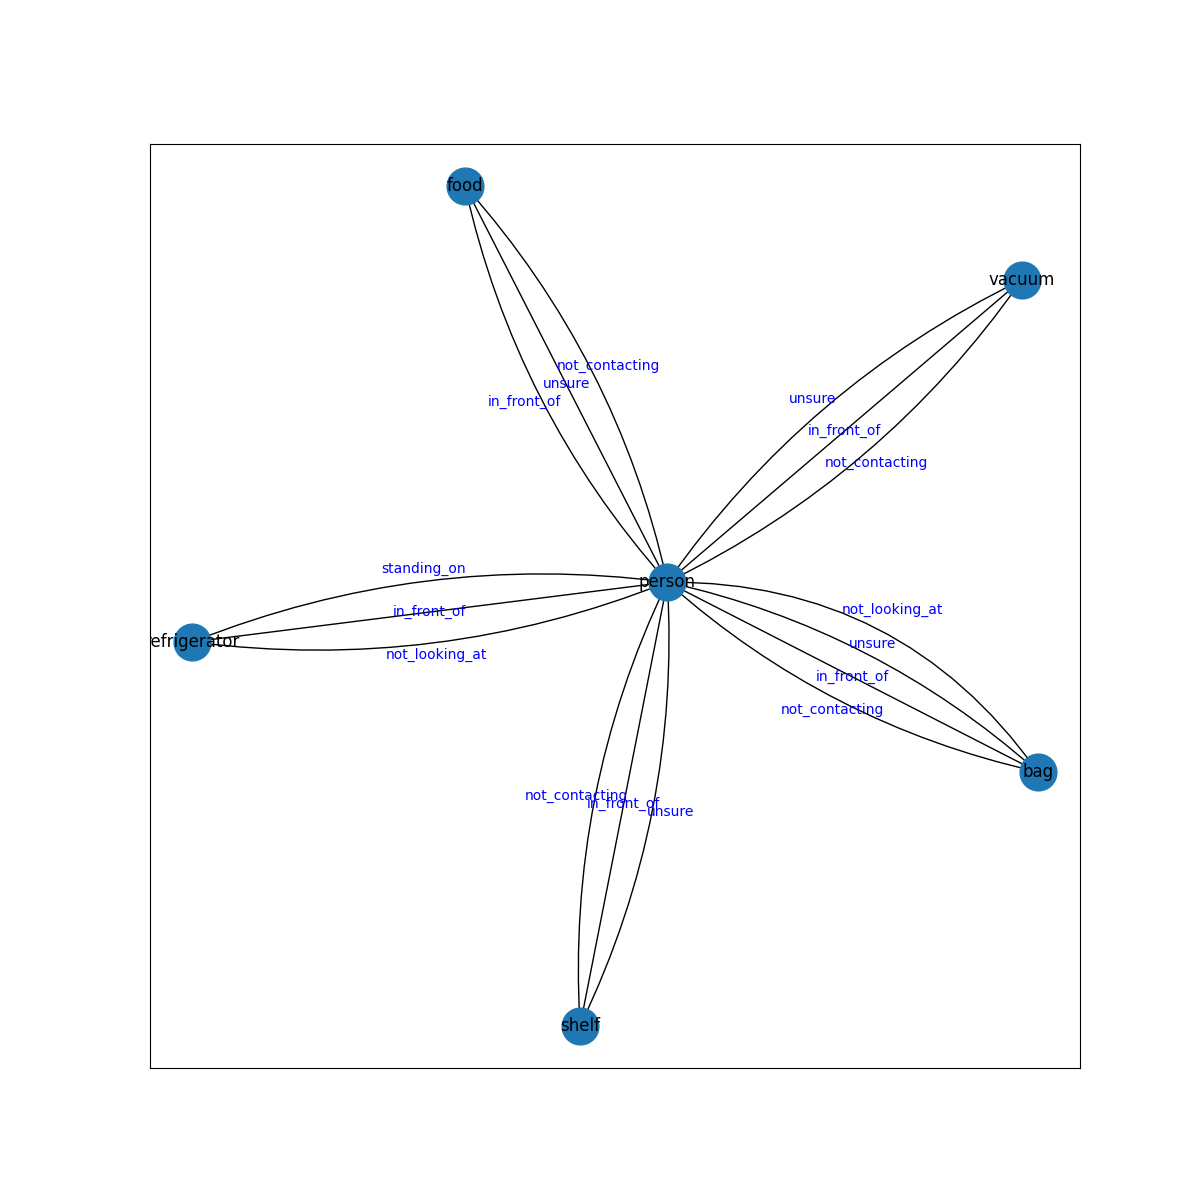 food
vacuum
not_contacting
unsure
in_front_of
unsure
in_front_of
not_contacting
standing_on
in_front_of
not_looking_at
person
efrigerator
not_looking_at
unsure
in_front_of
not_contacting
bag
not_contacting
in_front_of
unsure
shelf